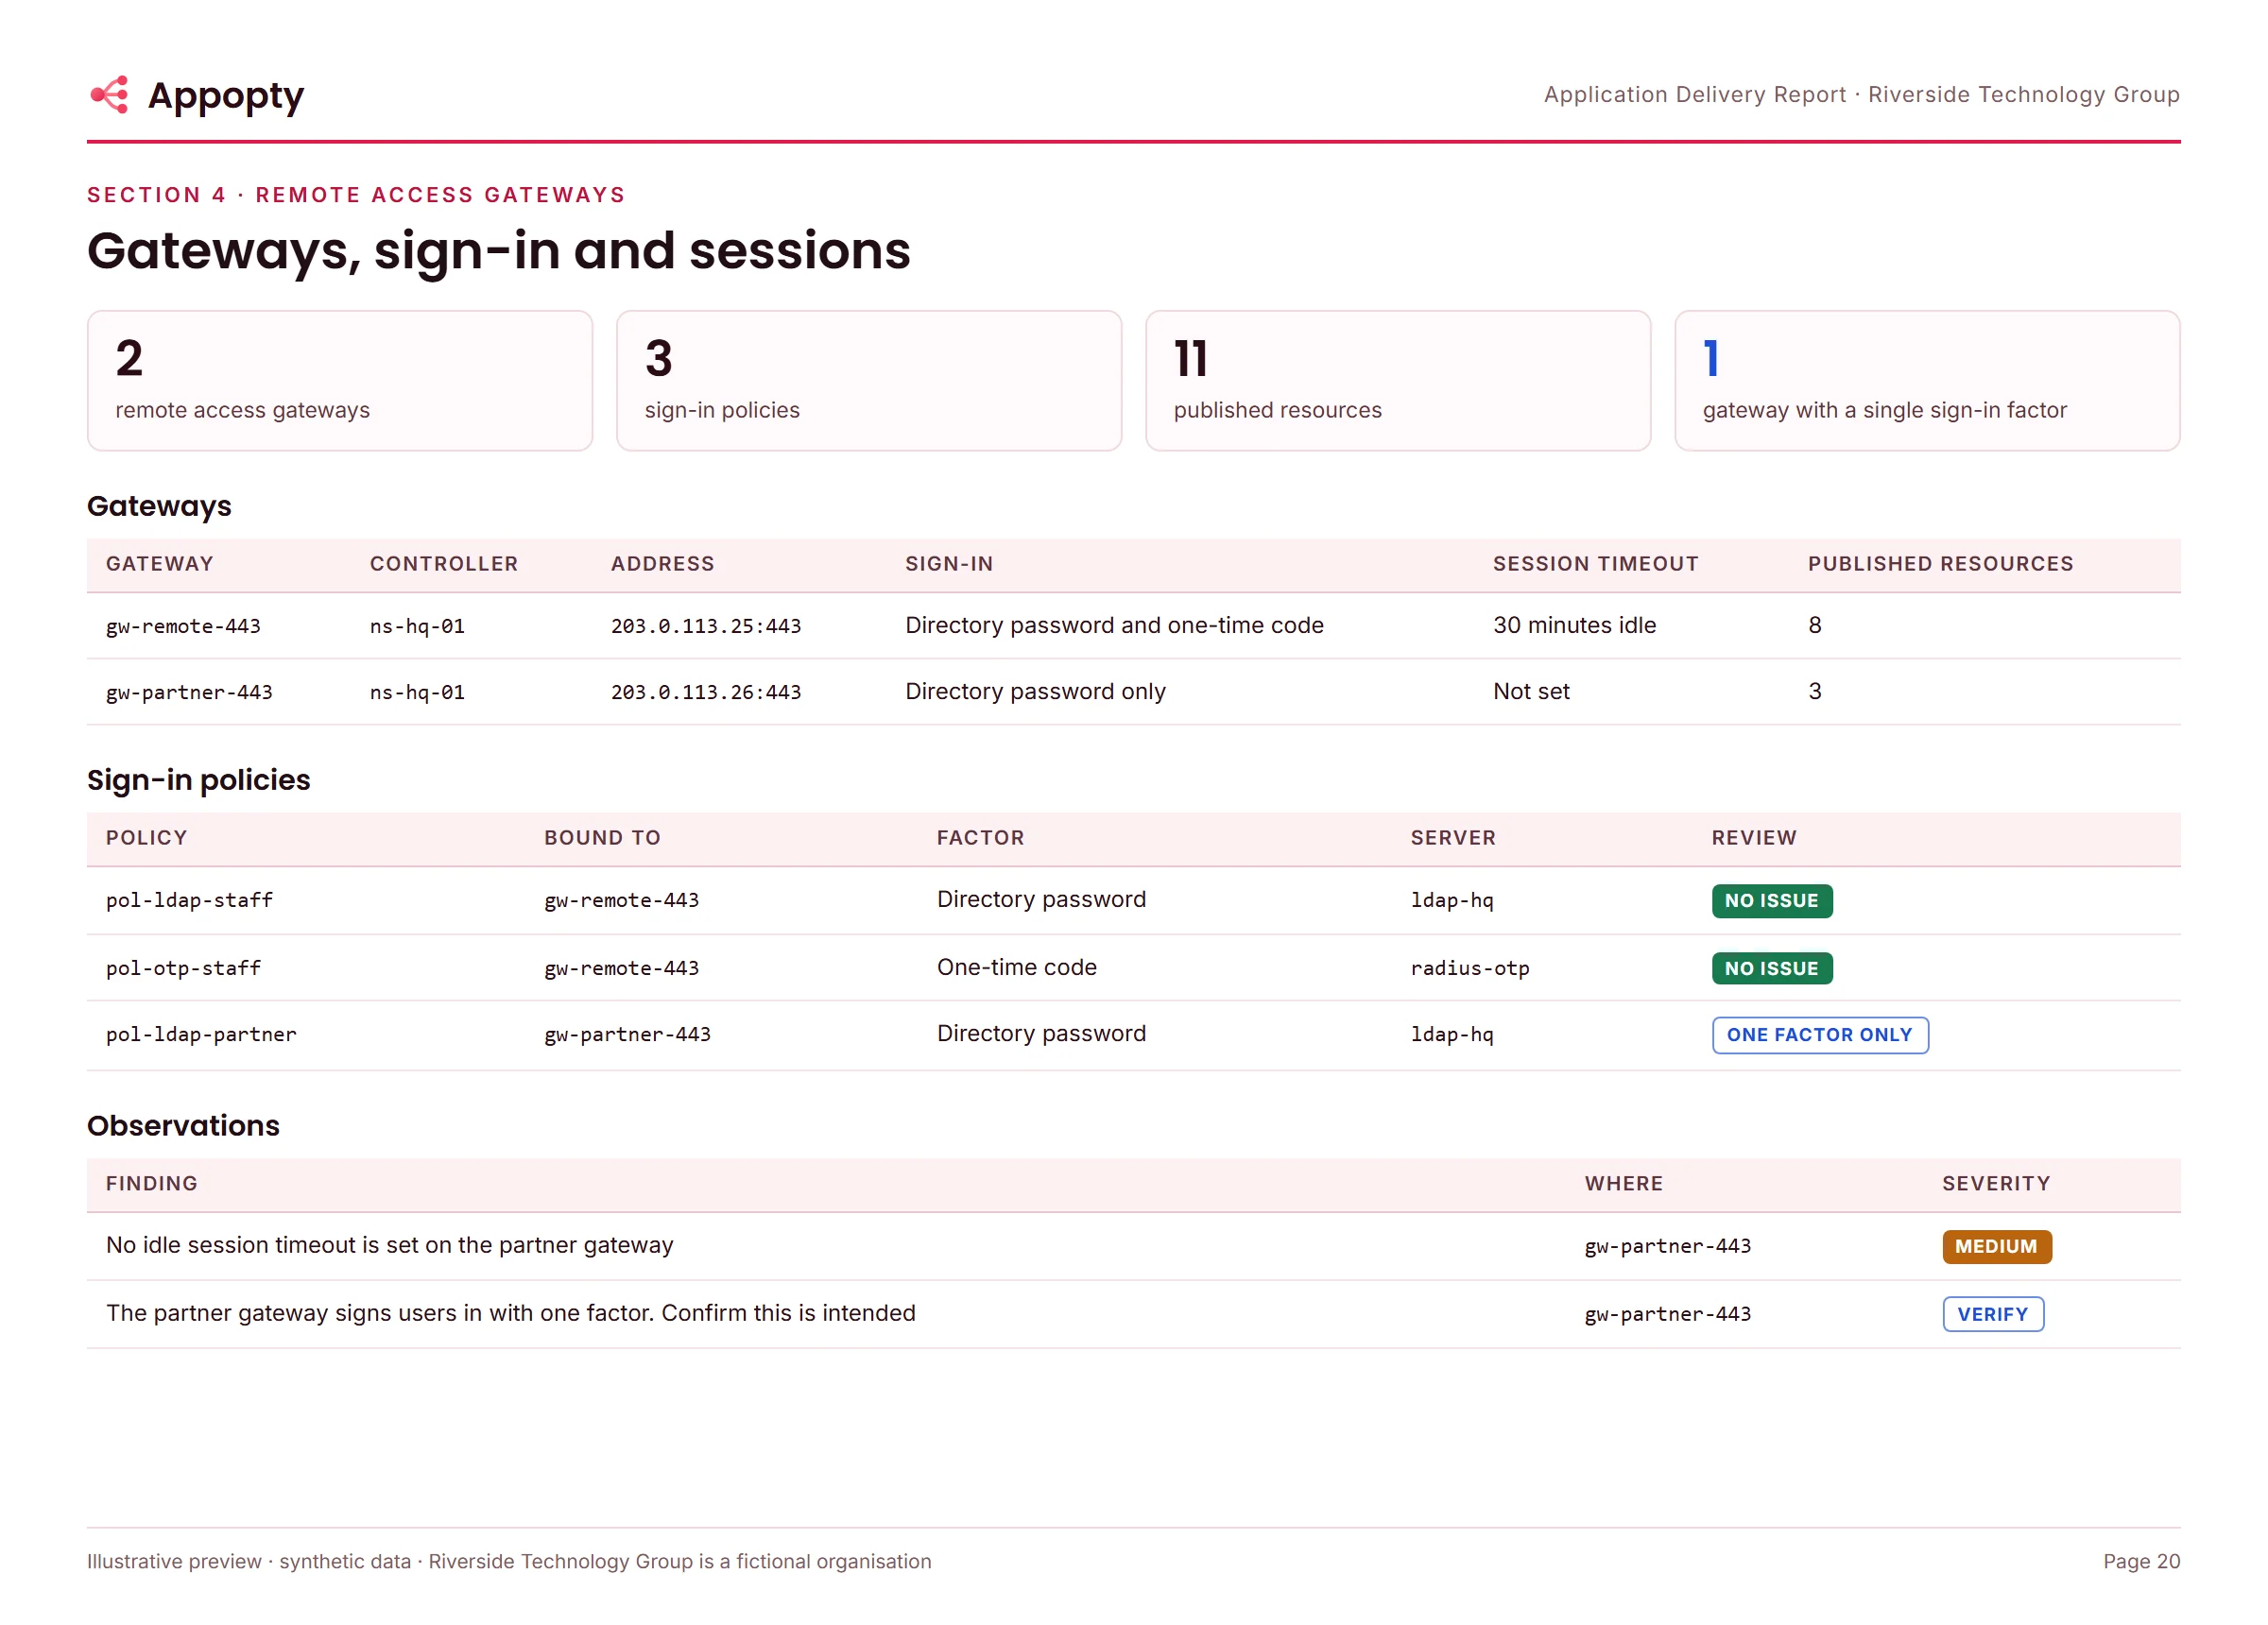 Appopty
Application Delivery Report · Riverside Technology Group
SECTION 4 · REMOTE ACCESS GATEWAYS
Gateways, sign-in and sessions
2
remote access gateways
3
sign-in policies
11
published resources
1
gateway with a single sign-in factor
Gateways
GATEWAY CONTROLLER ADDRESS SIGN-IN SESSION TIMEOUT PUBLISHED RESOURCES
gw-remote-443 ns-hq-01 203.0.113.25:443 Directory password and one-time code 30 minutes idle 8
gw-partner-443 ns-hq-01 203.0.113.26:443 Directory password only Not set 3
Sign-in policies
POLICY BOUND TO FACTOR SERVER REVIEW
pol-ldap-staff gw-remote-443 Directory password ldap-hq NO ISSUE
pol-otp-staff gw-remote-443 One-time code radius-otp NO ISSUE
pol-ldap-partner gw-partner-443 Directory password ldap-hq ONE FACTOR ONLY
Observations
FINDING WHERE SEVERITY
No idle session timeout is set on the partner gateway gw-partner-443 MEDIUM
The partner gateway signs users in with one factor. Confirm this is intended gw-partner-443 VERIFY
Illustrative preview · synthetic data · Riverside Technology Group is a fictional organisation
Page 20